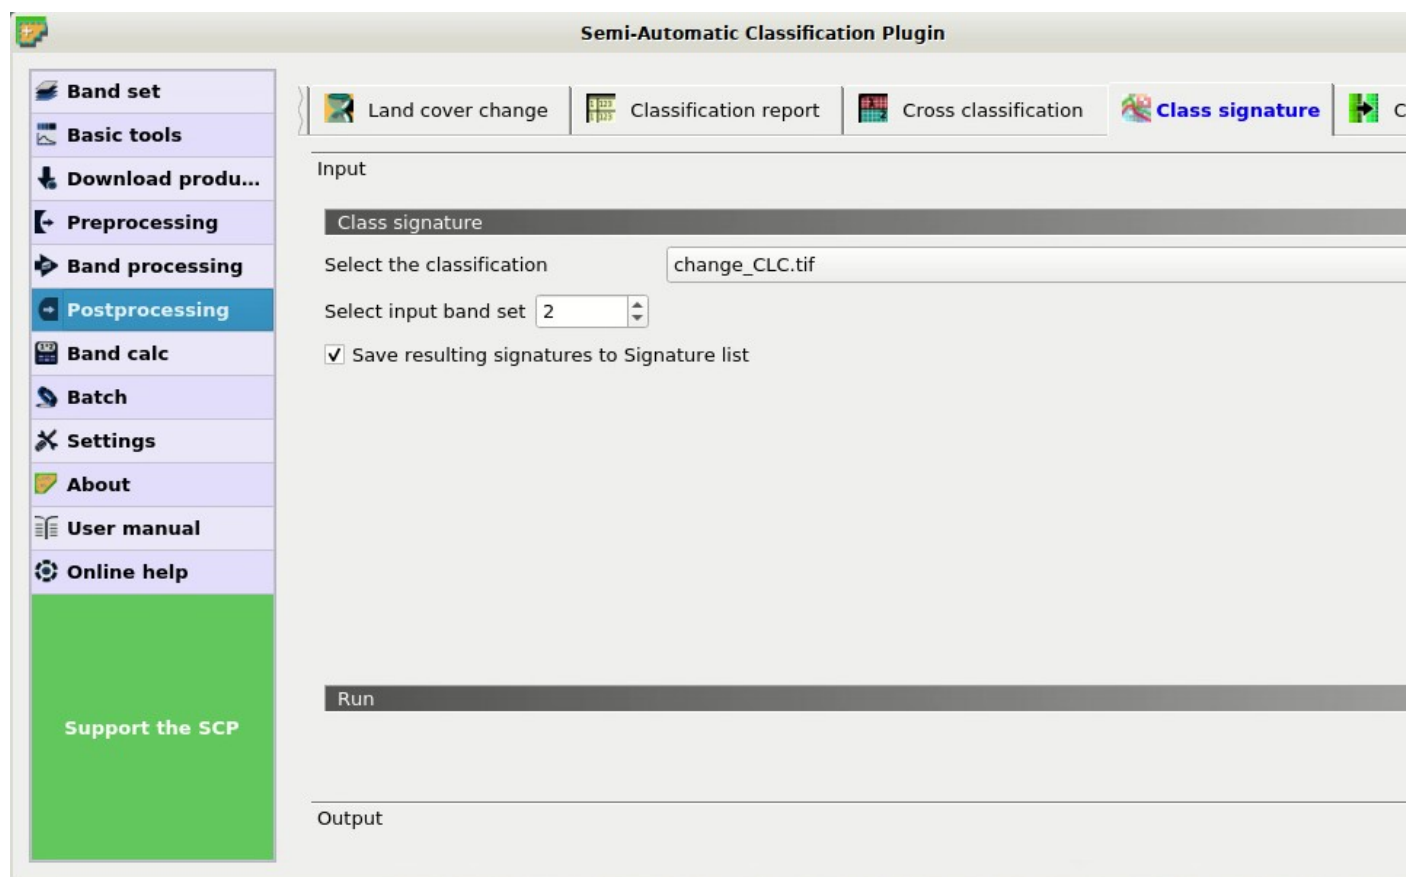 Semi-Automatic Classification Plugin
Band set
Basic tools
Download produ...
Preprocessing
Band processing
Postprocessing
Band calc
Batch
Settings
About
User manual
Online help
Support the SCP
Land cover change
Classification report
Cross classification
Class signature
C
Input
Class signature
Select the classification
change_CLC.tif
Select input band set 2
Save resulting signatures to Signature list
Run
Output